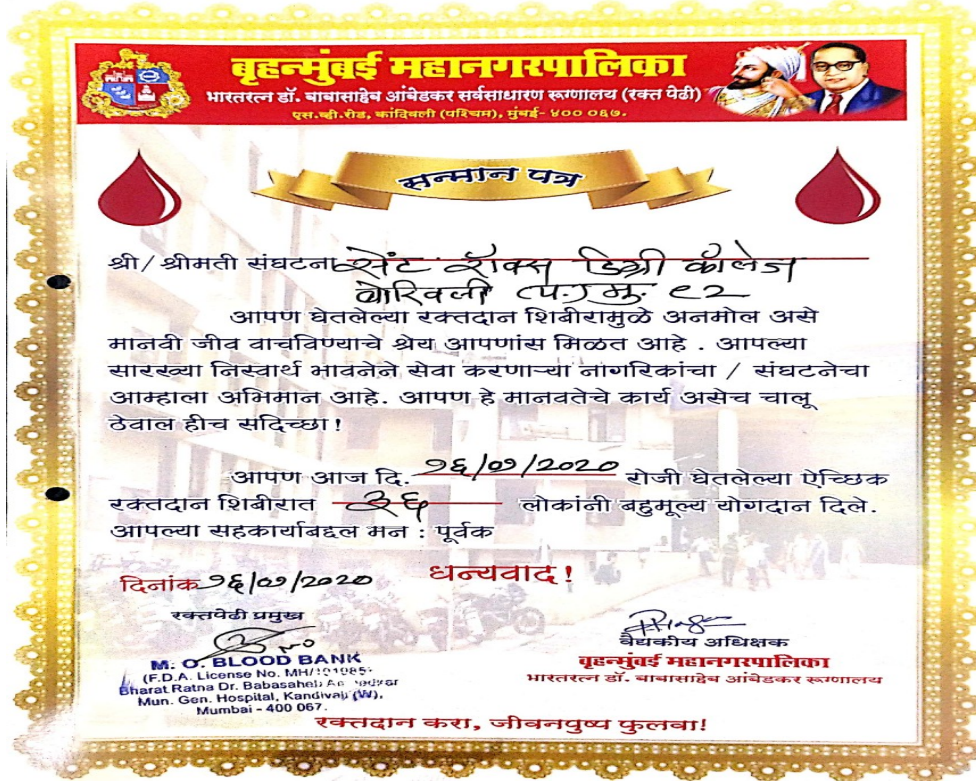 बृहन्मुंबई महानगरपालिका
भारतरत्न डॉ. बाबासाहेब आंबेडकर सर्वसाधारण रूग्णालय (रक्त पेढी)
एस.व्ही.रोड, कांदिवली (पश्चिम), मुंबई- ४०० ०६७.
सन्मान पत्र
श्री/ श्रीमती संघटना सेंट रॉक्स डिग्री कॉलेज
बोरिवली (प.) मुं. ९२
आपण घेतलेल्या रक्तदान शिबीरामुळे अनमोल असे
मानवी जीव वाचविण्याचे श्रेय आपणांस मिळत आहे . आपल्या
सारख्या निस्वार्थ भावनेने सेवा करणाऱ्या नागरिकांचा / संघटनेचा
आम्हाला अभिमान आहे. आपण हे मानवतेचे कार्य असेच चालू
ठेवाल हीच सदिच्छा!
आपण आज दि. १६/०१/२०२० रोजी घेतलेल्या ऐच्छिक
रक्तदान शिबीरात ३६ लोकांनी बहुमूल्य योगदान दिले.
आपल्या सहकार्याबद्दल मन : पूर्वक
धन्यवाद!
दिनांक १६/०१/२०२०
रक्तपेढी प्रमुख
M. O. BLOOD BANK
(F.D.A. License No.
Bharat Ratna Dr. Babasaheb
Mun. Gen. Hospital, Kandivali (W),
Mumbai - 400 067.
वैद्यकीय अधिक्षक
बृहन्मुंबई महानगरपालिका
भारतरत्न डॉ. बाबासाहेब आंबेडकर रूग्णालय
रक्तदान करा, जीवनपुष्प फुलवा!